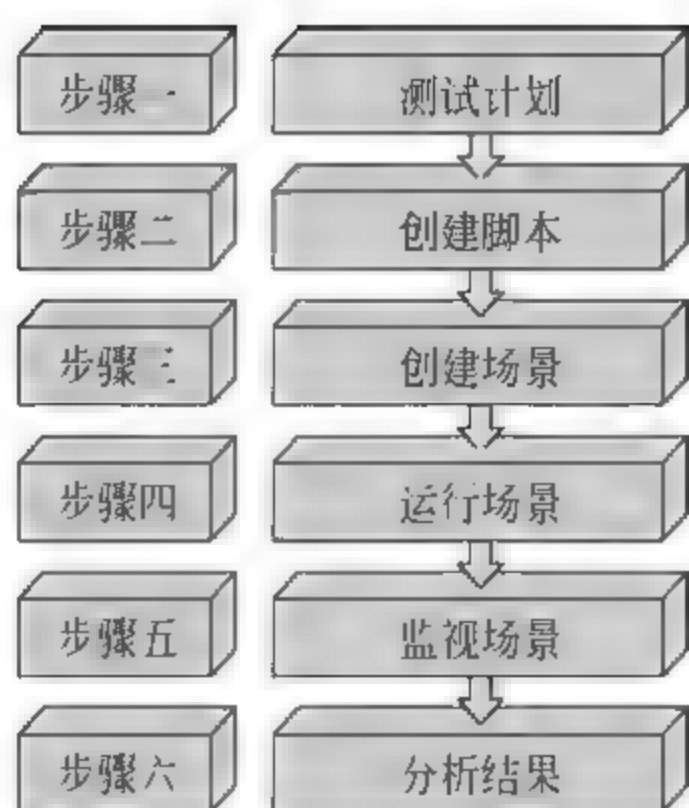 步骤一 测试计划
步骤二 创建脚本
步骤三 创建场景
步骤四 运行场景
步骤五 监视场景
步骤六 分析结果